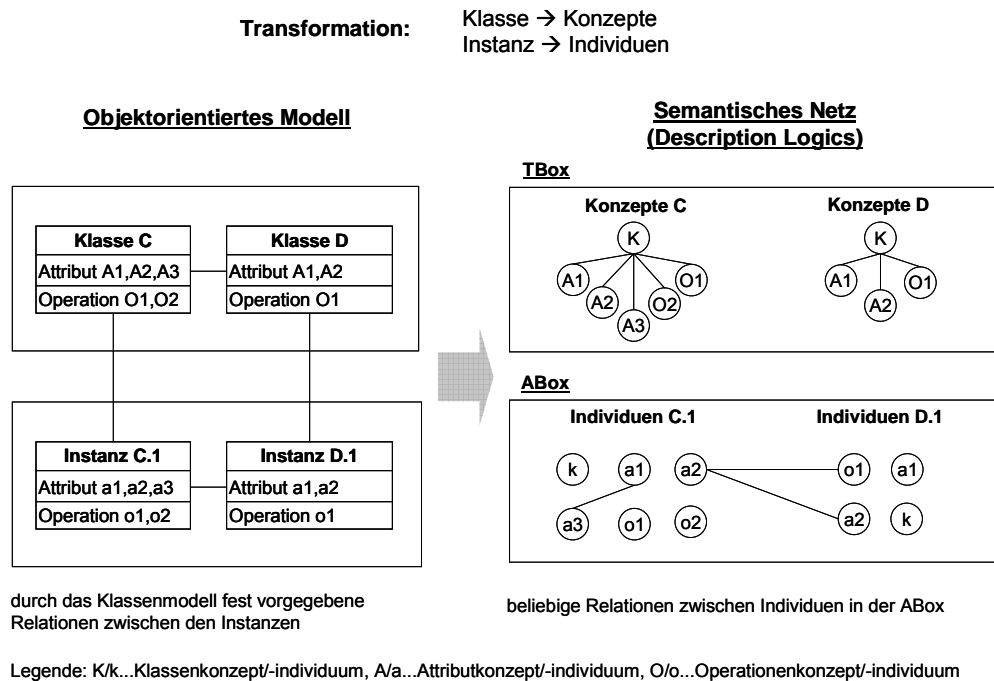 Transformation:
Klasse → Konzepte
Instanz → Individuen
Objektorientiertes Modell
Klasse C
Attribut A1,A2,A3
Operation O1,O2
Klasse D
Attribut A1,A2
Operation O1
Instanz C.1
Attribut a1,a2,a3
Operation o1,o2
Instanz D.1
Attribut a1,a2
Operation o1
durch das Klassenmodell fest vorgegebene
Relationen zwischen den Instanzen
Semantisches Netz
(Description Logics)
TBox
Konzepte C
K
A1
A2
A3
O2
O1
Konzepte D
K
A1
A2
O1
ABox
Individuen C.1
k a1 a2
a3 o1 o2
Individuen D.1
o1 a1
a2 k
beliebige Relationen zwischen Individuen in der ABox
Legende: K/k...Klassenkonzept/-individuum, A/a...Attributkonzept/-individuum, O/o...Operationenkonzept/-individuum